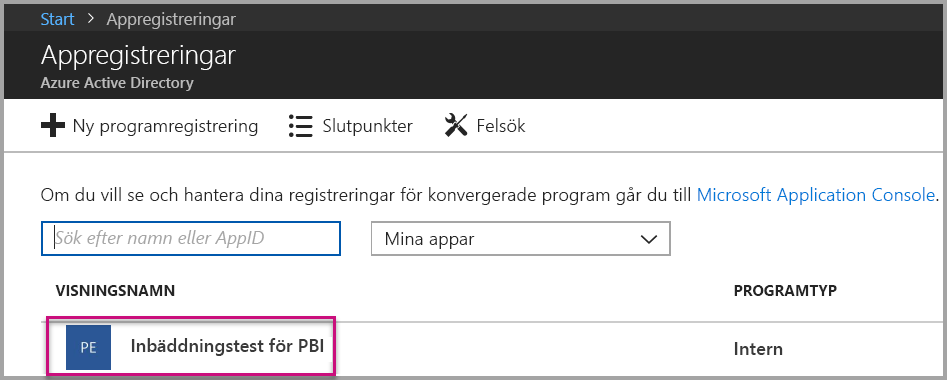 Start > Appregistreringar
Appregistreringar
Azure Active Directory
Ny programregistrering Slutpunkter Felsök
Om du vill se och hantera dina registreringar för konvergerade program går du till Microsoft Application Console.
Sök efter namn eller AppID Mina appar
VISNINGSNAMN PROGRAMTYP
PE Inbäddningstest för PBI Intern